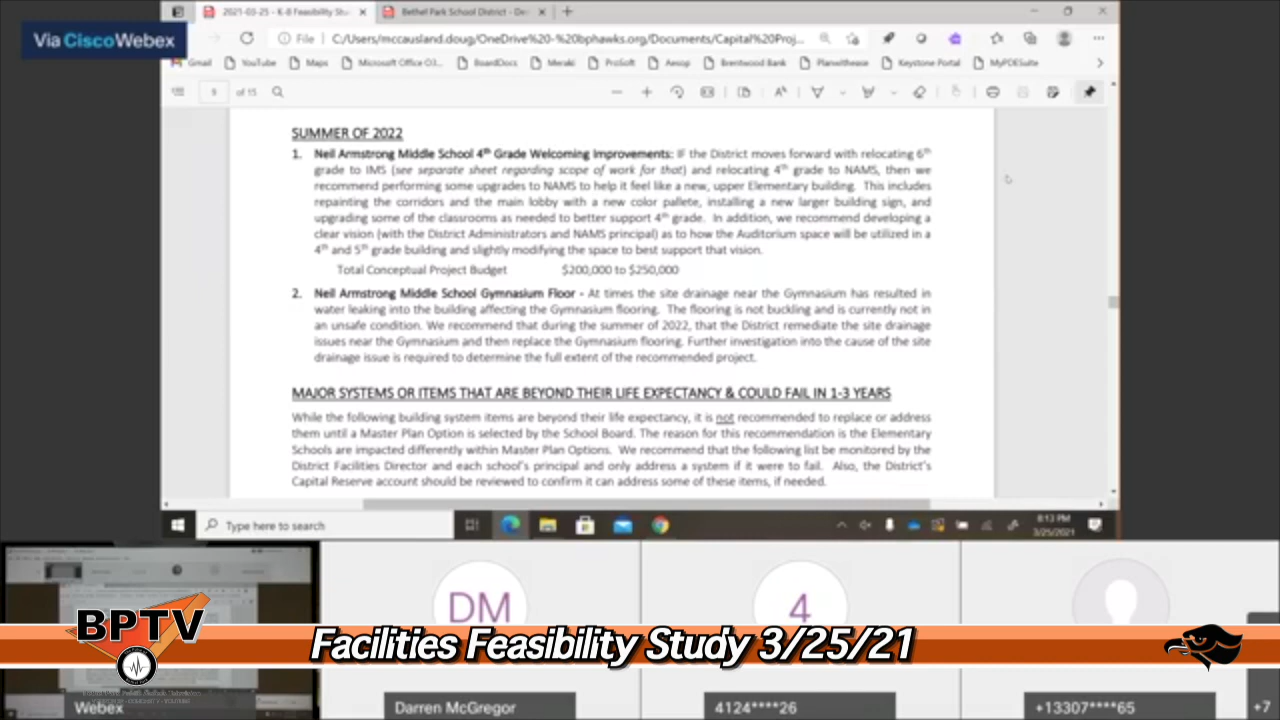 Via CiscoWebex
2021-03-25 - K-8 Feasibility Stu
Bethel Park School District - De
File
C:/Users/mccausland.doug/OneDrive%20-%20bphawks.org/Documents/Capital%20Proj...
Gmail
YouTube
Maps
Microsoft Office O3...
BoardDocs
Meraki
ProSoft
Aesop
Brentwood Bank
Planwithease
Keystone Portal
MyPDESuite
9 of 15
SUMMER OF 2022
1. Neil Armstrong Middle School 4th Grade Welcoming Improvements: IF the District moves forward with relocating 6th
grade to IMS (see separate sheet regarding scope of work for that) and relocating 4th grade to NAMS, then we
recommend performing some upgrades to NAMS to help it feel like a new, upper Elementary building. This includes
repainting the corridors and the main lobby with a new color pallete, installing a new larger building sign, and
upgrading some of the classrooms as needed to better support 4th grade. In addition, we recommend developing a
clear vision (with the District Administrators and NAMS principal) as to how the Auditorium space will be utilized in a
4th and 5th grade building and slightly modifying the space to best support that vision.
Total Conceptual Project Budget $200,000 to $250,000
2. Neil Armstrong Middle School Gymnasium Floor - At times the site drainage near the Gymnasium has resulted in
water leaking into the building affecting the Gymnasium flooring. The flooring is not buckling and is currently not in
an unsafe condition. We recommend that during the summer of 2022, that the District remediate the site drainage
issues near the Gymnasium and then replace the Gymnasium flooring. Further investigation into the cause of the site
drainage issue is required to determine the full extent of the recommended project.
MAJOR SYSTEMS OR ITEMS THAT ARE BEYOND THEIR LIFE EXPECTANCY & COULD FAIL IN 1-3 YEARS
While the following building system items are beyond their life expectancy, it is not recommended to replace or address
them until a Master Plan Option is selected by the School Board. The reason for this recommendation is the Elementary
Schools are impacted differently within Master Plan Options. We recommend that the following list be monitored by the
District Facilities Director and each school's principal and only address a system if it were to fail. Also, the District's
Capital Reserve account should be reviewed to confirm it can address some of these items, if needed.
Type here to search
8:13 PM
3/25/2021
DM
4
BPTV
Facilities Feasibility Study 3/25/21
Webex
Darren McGregor
4124****26
+13307****65
+7